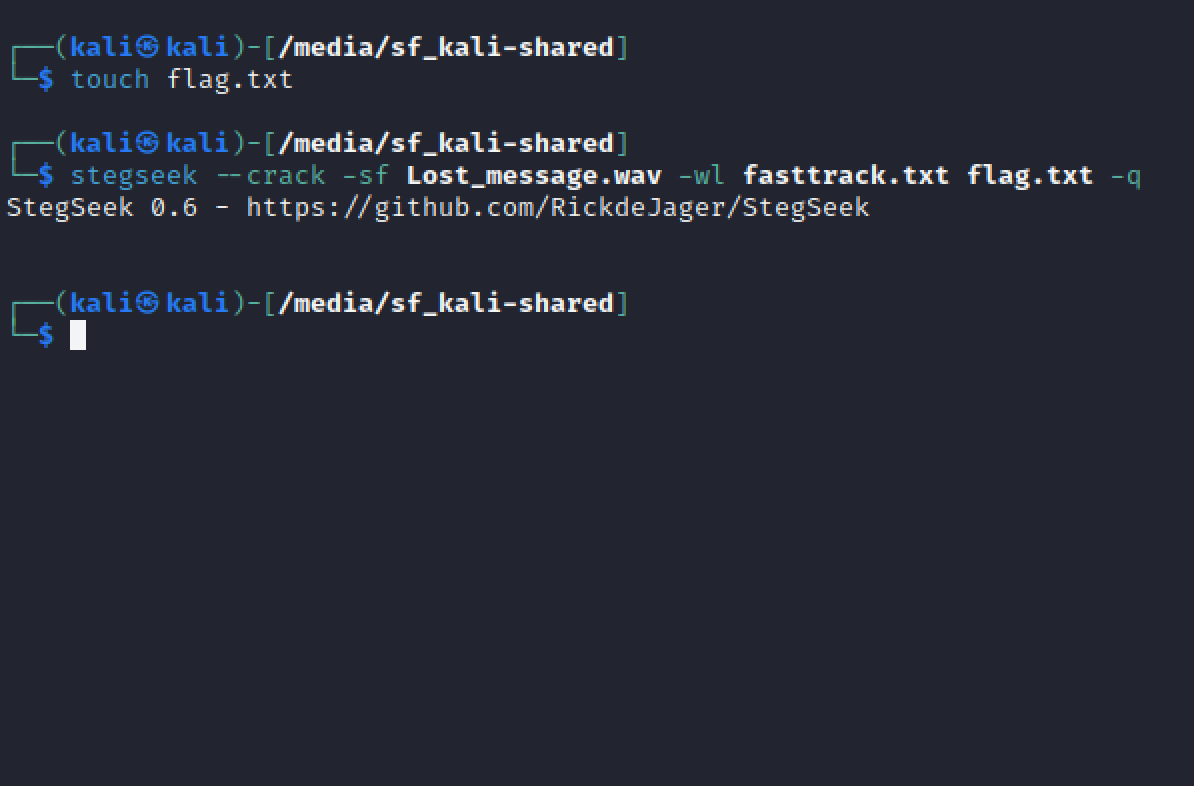 ┌──(kali㉿kali)-[/media/sf_kali-shared]
└─$ touch flag.txt
┌──(kali㉿kali)-[/media/sf_kali-shared]
└─$ stegseek --crack -sf Lost_message.wav -wl fasttrack.txt flag.txt -q
StegSeek 0.6 - https://github.com/RickdeJager/StegSeek
┌──(kali㉿kali)-[/media/sf_kali-shared]
└─$